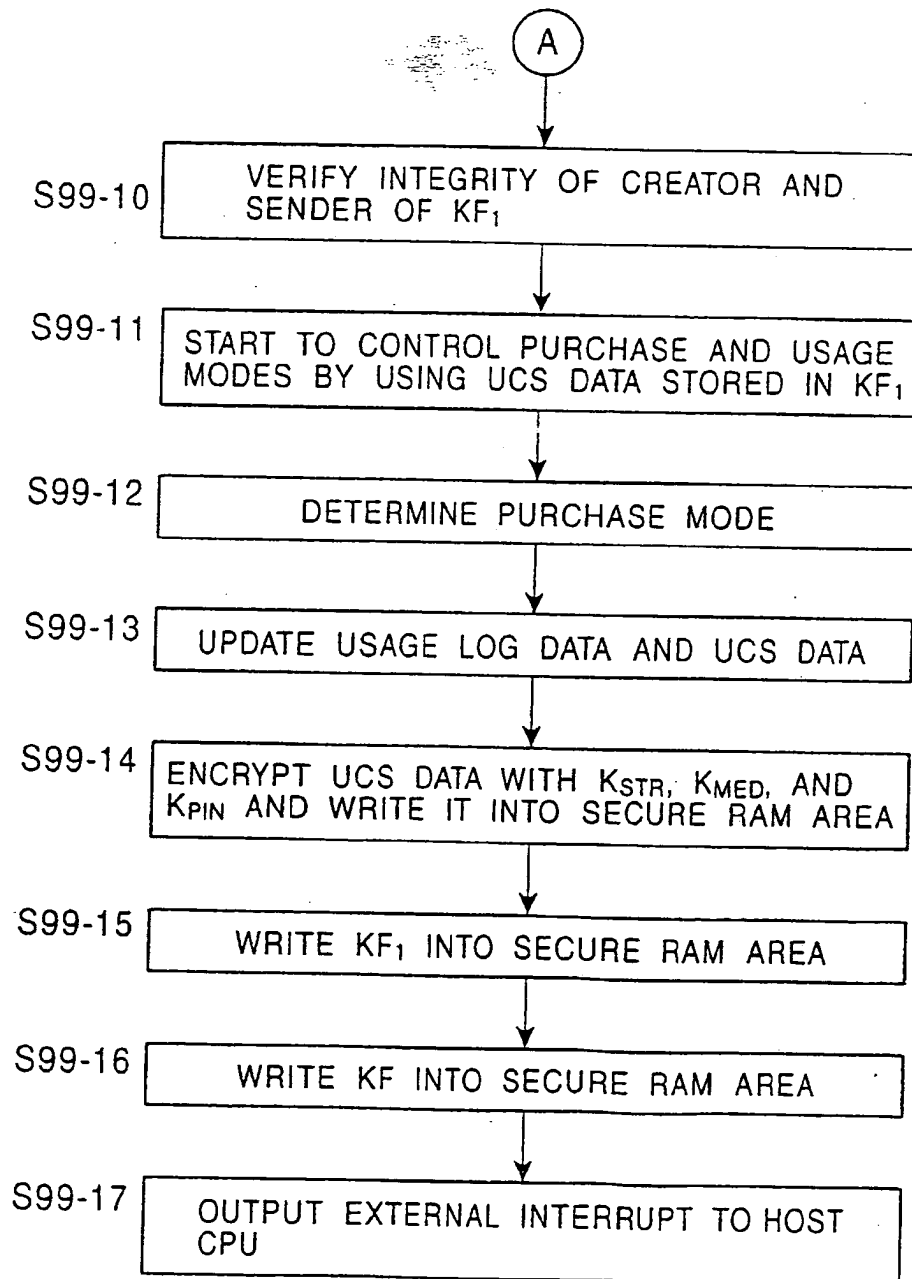 A
S99-10
VERIFY INTEGRITY OF CREATOR AND
SENDER OF KF₁
S99-11
START TO CONTROL PURCHASE AND USAGE
MODES BY USING UCS DATA STORED IN KF₁
S99-12
DETERMINE PURCHASE MODE
S99-13
UPDATE USAGE LOG DATA AND UCS DATA
S99-14
ENCRYPT UCS DATA WITH KSTR, KMED, AND
KPIN AND WRITE IT INTO SECURE RAM AREA
S99-15
WRITE KF₁ INTO SECURE RAM AREA
S99-16
WRITE KF INTO SECURE RAM AREA
S99-17
OUTPUT EXTERNAL INTERRUPT TO HOST
CPU